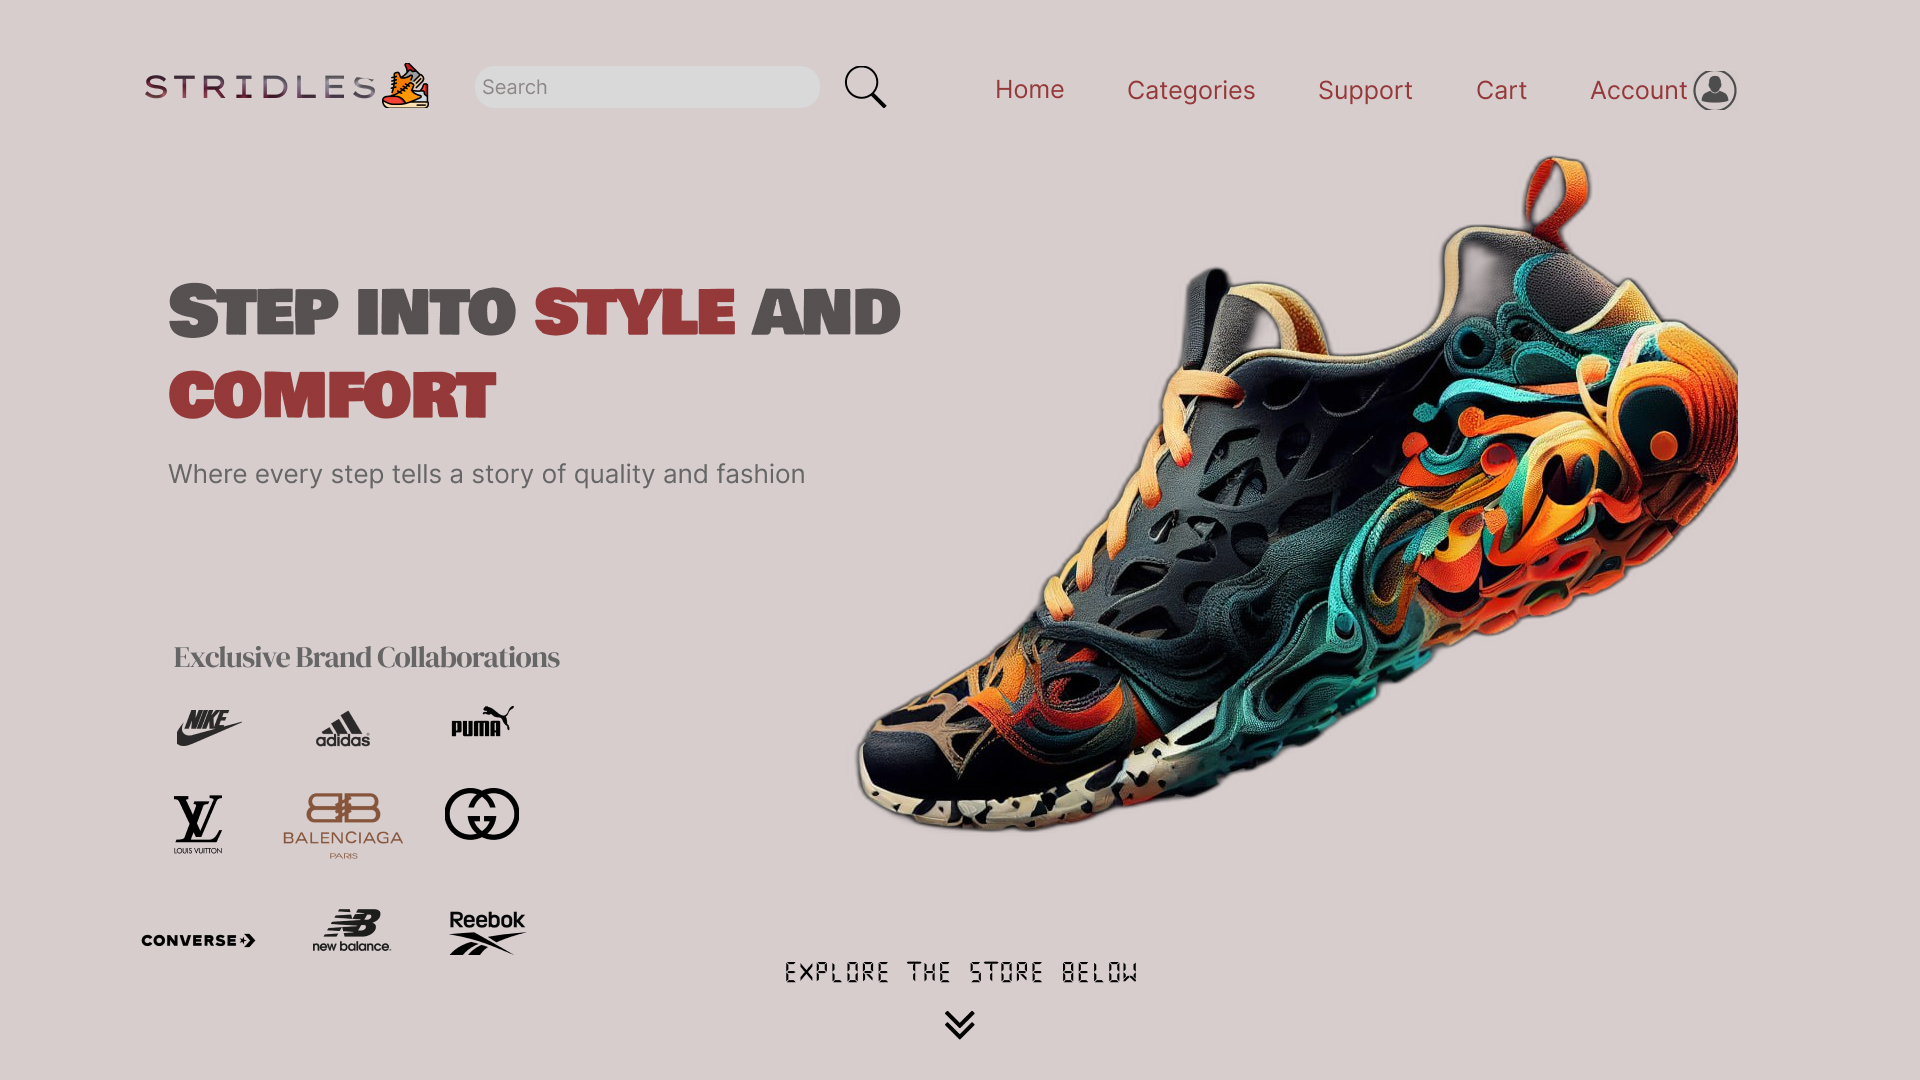 STRIDLES
Search
Home Categories Support Cart Account
STEP INTO STYLE AND
COMFORT
Where every step tells a story of quality and fashion
Exclusive Brand Collaborations
NIKE adidas PUMA
LV BB GG
LOUIS VUITTON BALENCIAGA
PARIS
CONVERSE new balance Reebok
EXPLORE THE STORE BELOW